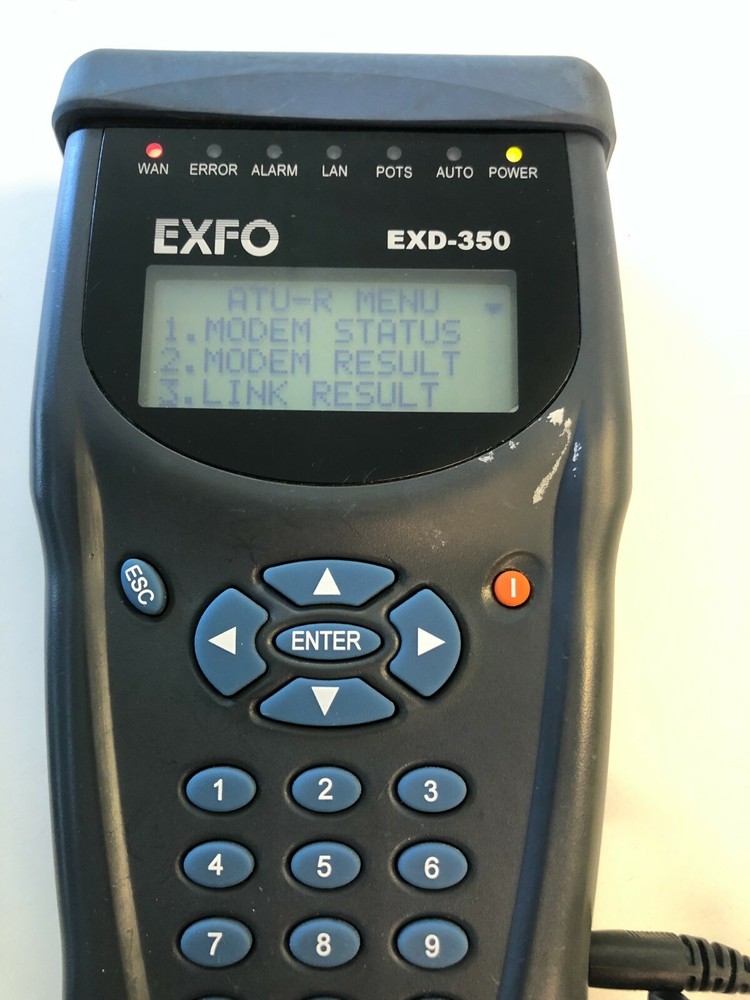 WAN ERROR ALARM LAN POTS AUTO POWER
EXFO EXD-350
ATU-R MENU
1.MODEM STATUS
2.MODEM RESULT
3.LINK RESULT
ESC
I
ENTER
1 2 3
4 5 6
7 8 9